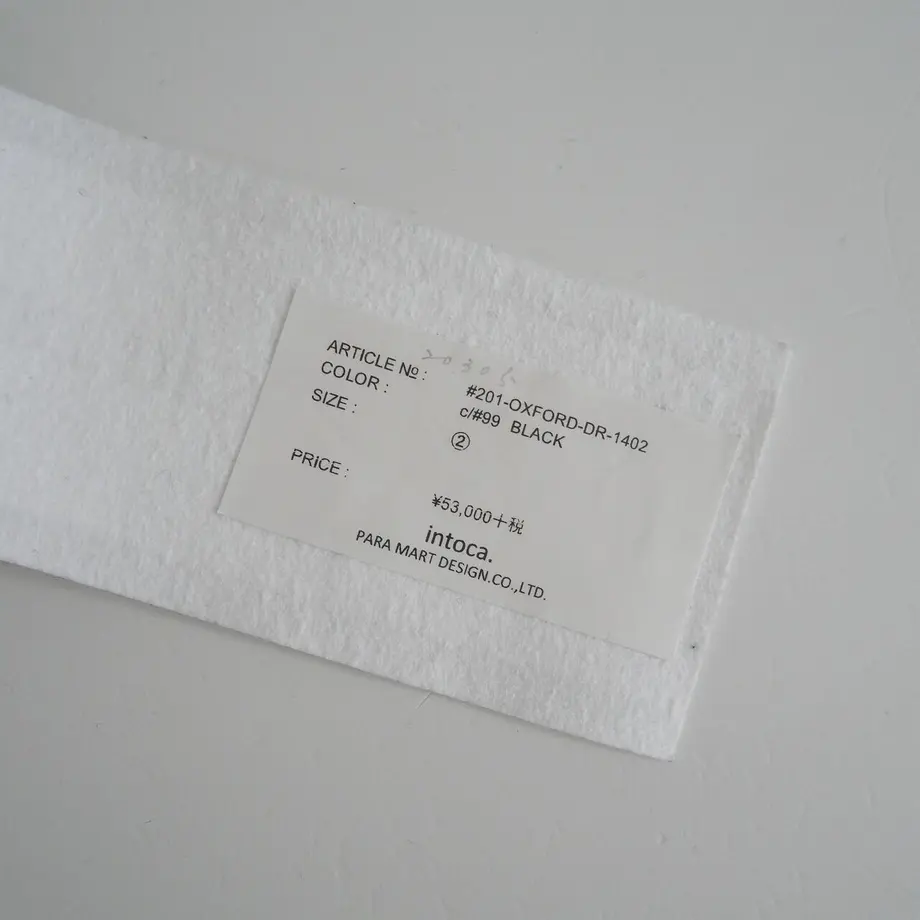 ARTICLE №: #201-OXFORD-DR-1402
COLOR: c/#99 BLACK
SIZE: ②
PRiCE: ¥53,000+税
intoca.
PARA MART DESIGN.CO.,LTD.